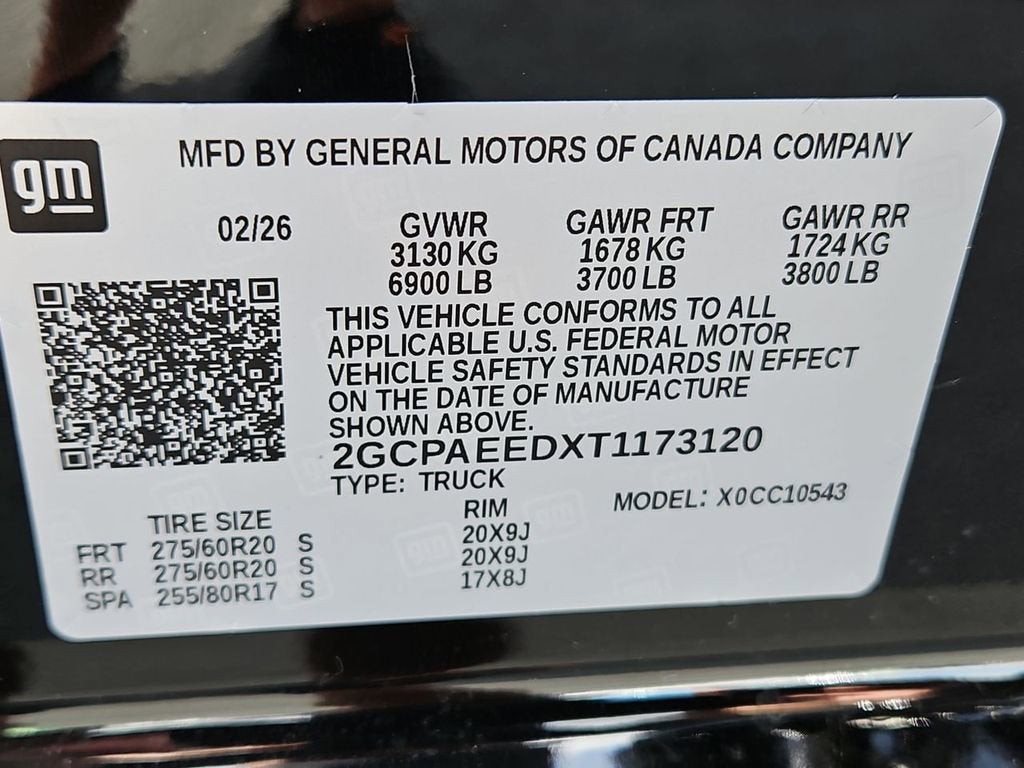 gm
MFD BY GENERAL MOTORS OF CANADA COMPANY
02/26 GVWR GAWR FRT GAWR RR
3130 KG 1678 KG 1724 KG
6900 LB 3700 LB 3800 LB
THIS VEHICLE CONFORMS TO ALL
APPLICABLE U.S. FEDERAL MOTOR
VEHICLE SAFETY STANDARDS IN EFFECT
ON THE DATE OF MANUFACTURE
SHOWN ABOVE.
2GCPAEEDXT1173120
TYPE: TRUCK
MODEL: X0CC10543
TIRE SIZE RIM
FRT 275/60R20 S 20X9J
RR 275/60R20 S 20X9J
SPA 255/80R17 S 17X8J